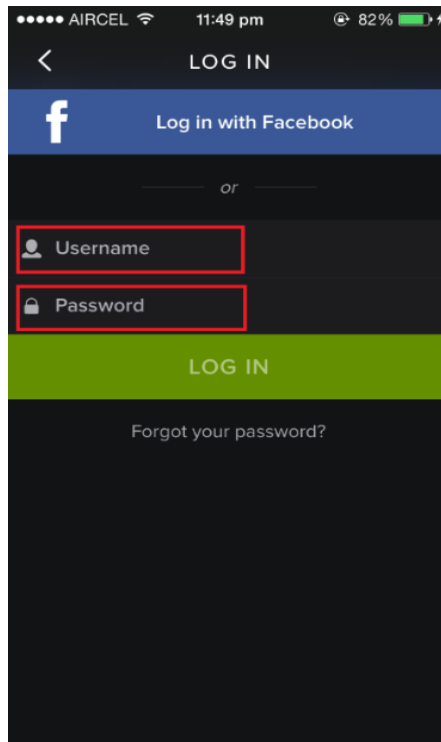 AIRCEL 11:49 pm 82%
LOG IN
f Log in with Facebook
or
Username
Password
LOG IN
Forgot your password?